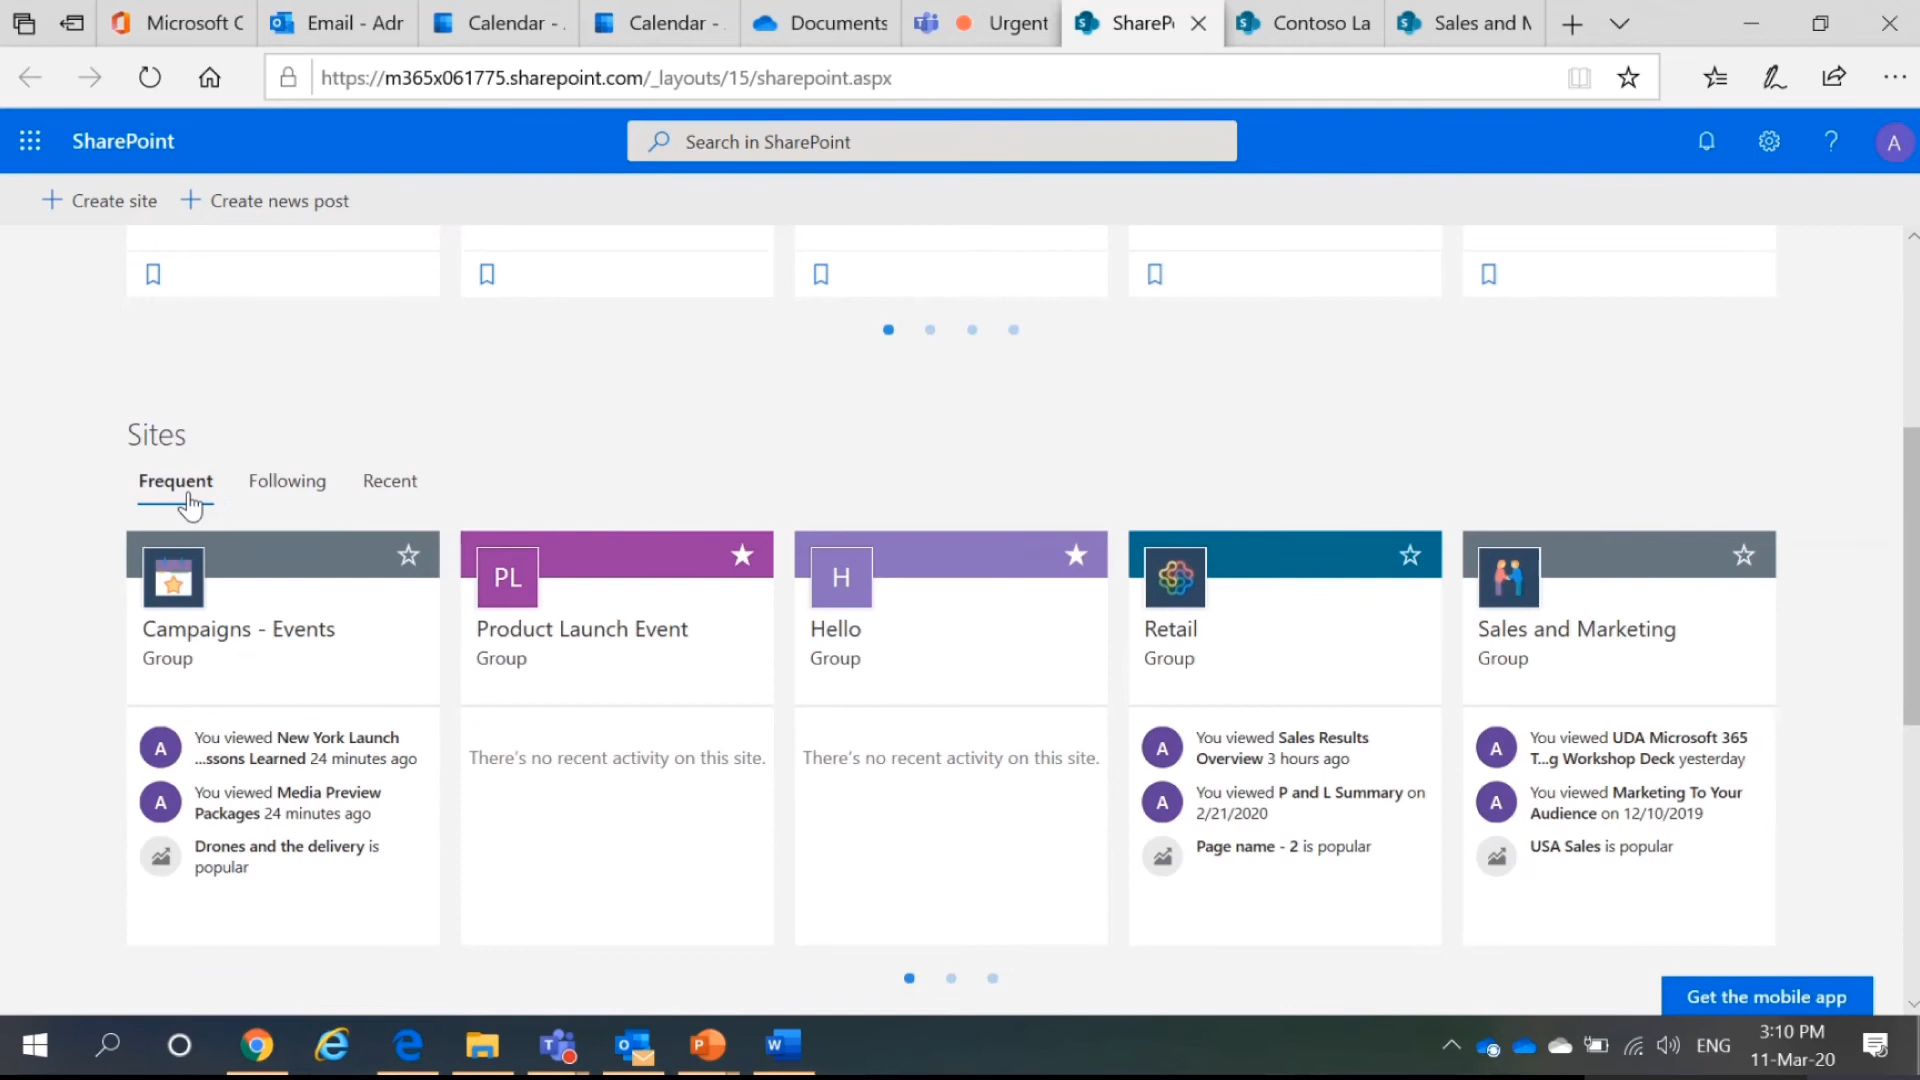 Microsoft C
Email - Adr
Calendar - .
Calendar - .
Documents
Urgent
ShareP
Contoso La
Sales and M
https://m365x061775.sharepoint.com/_layouts/15/sharepoint.aspx
SharePoint
Search in SharePoint
?
A
Create site
Create news post
Sites
Frequent
Following
Recent
Campaigns - Events
Group
A
You viewed New York Launch
...ssons Learned 24 minutes ago
A
You viewed Media Preview
Packages 24 minutes ago
Drones and the delivery is
popular
PL
Product Launch Event
Group
There's no recent activity on this site.
H
Hello
Group
There's no recent activity on this site.
Retail
Group
A
You viewed Sales Results
Overview 3 hours ago
A
You viewed P and L Summary on
2/21/2020
Page name - 2 is popular
Sales and Marketing
Group
A
You viewed UDA Microsoft 365
T...g Workshop Deck yesterday
A
You viewed Marketing To Your
Audience on 12/10/2019
USA Sales is popular
Get the mobile app
ENG
3:10 PM
11-Mar-20